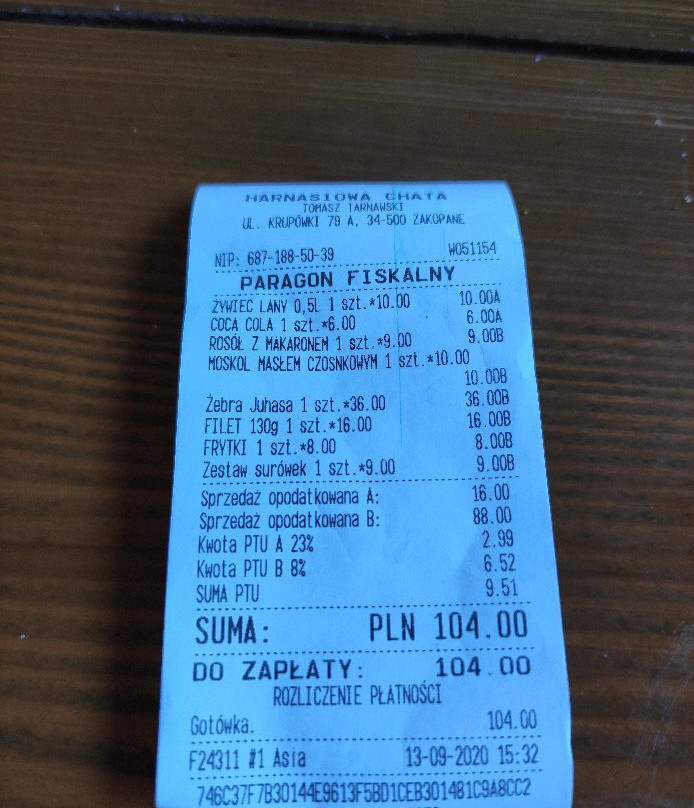 HARNASIOWA CHATA
TOMASZ TARNAWSKI
UL. KRUPÓWKI 79 A, 34-500 ZAKOPANE
NIP: 687-188-50-39 W051154
PARAGON FISKALNY
ŻYWIEC LANY 0,5L 1 szt.*10.00 10.00A
COCA COLA 1 szt.*6.00 6.00A
ROSÓŁ Z MAKARONEM 1 szt.*9.00 9.00B
MOSKOL MASŁEM CZOSNKOWYM 1 szt.*10.00
10.00B
Żebra Juhasa 1 szt.*36.00 36.00B
FILET 130g 1 szt.*16.00 16.00B
FRYTKI 1 szt.*8.00 8.00B
Zestaw surówek 1 szt.*9.00 9.00B
Sprzedaż opodatkowana A: 16.00
Sprzedaż opodatkowana B: 88.00
Kwota PTU A 23% 2.99
Kwota PTU B 8% 6.52
SUMA PTU 9.51
SUMA: PLN 104.00
DO ZAPŁATY: 104.00
ROZLICZENIE PŁATNOŚCI
Gotówka. 104.00
F24311 #1 Asia 13-09-2020 15:32
746C37F7B30144E9613F5BD1CEB301481C9A8CC2